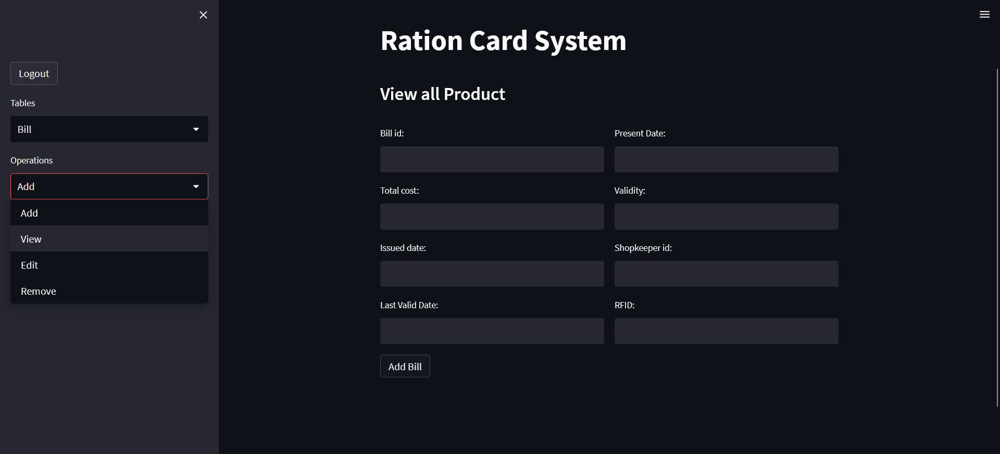 Logout
Tables
Bill
Operations
Add
Add
View
Edit
Remove
Ration Card System
View all Product
Bill id:
Present Date:
Total cost:
Validity:
Issued date:
Shopkeeper id:
Last Valid Date:
RFID:
Add Bill